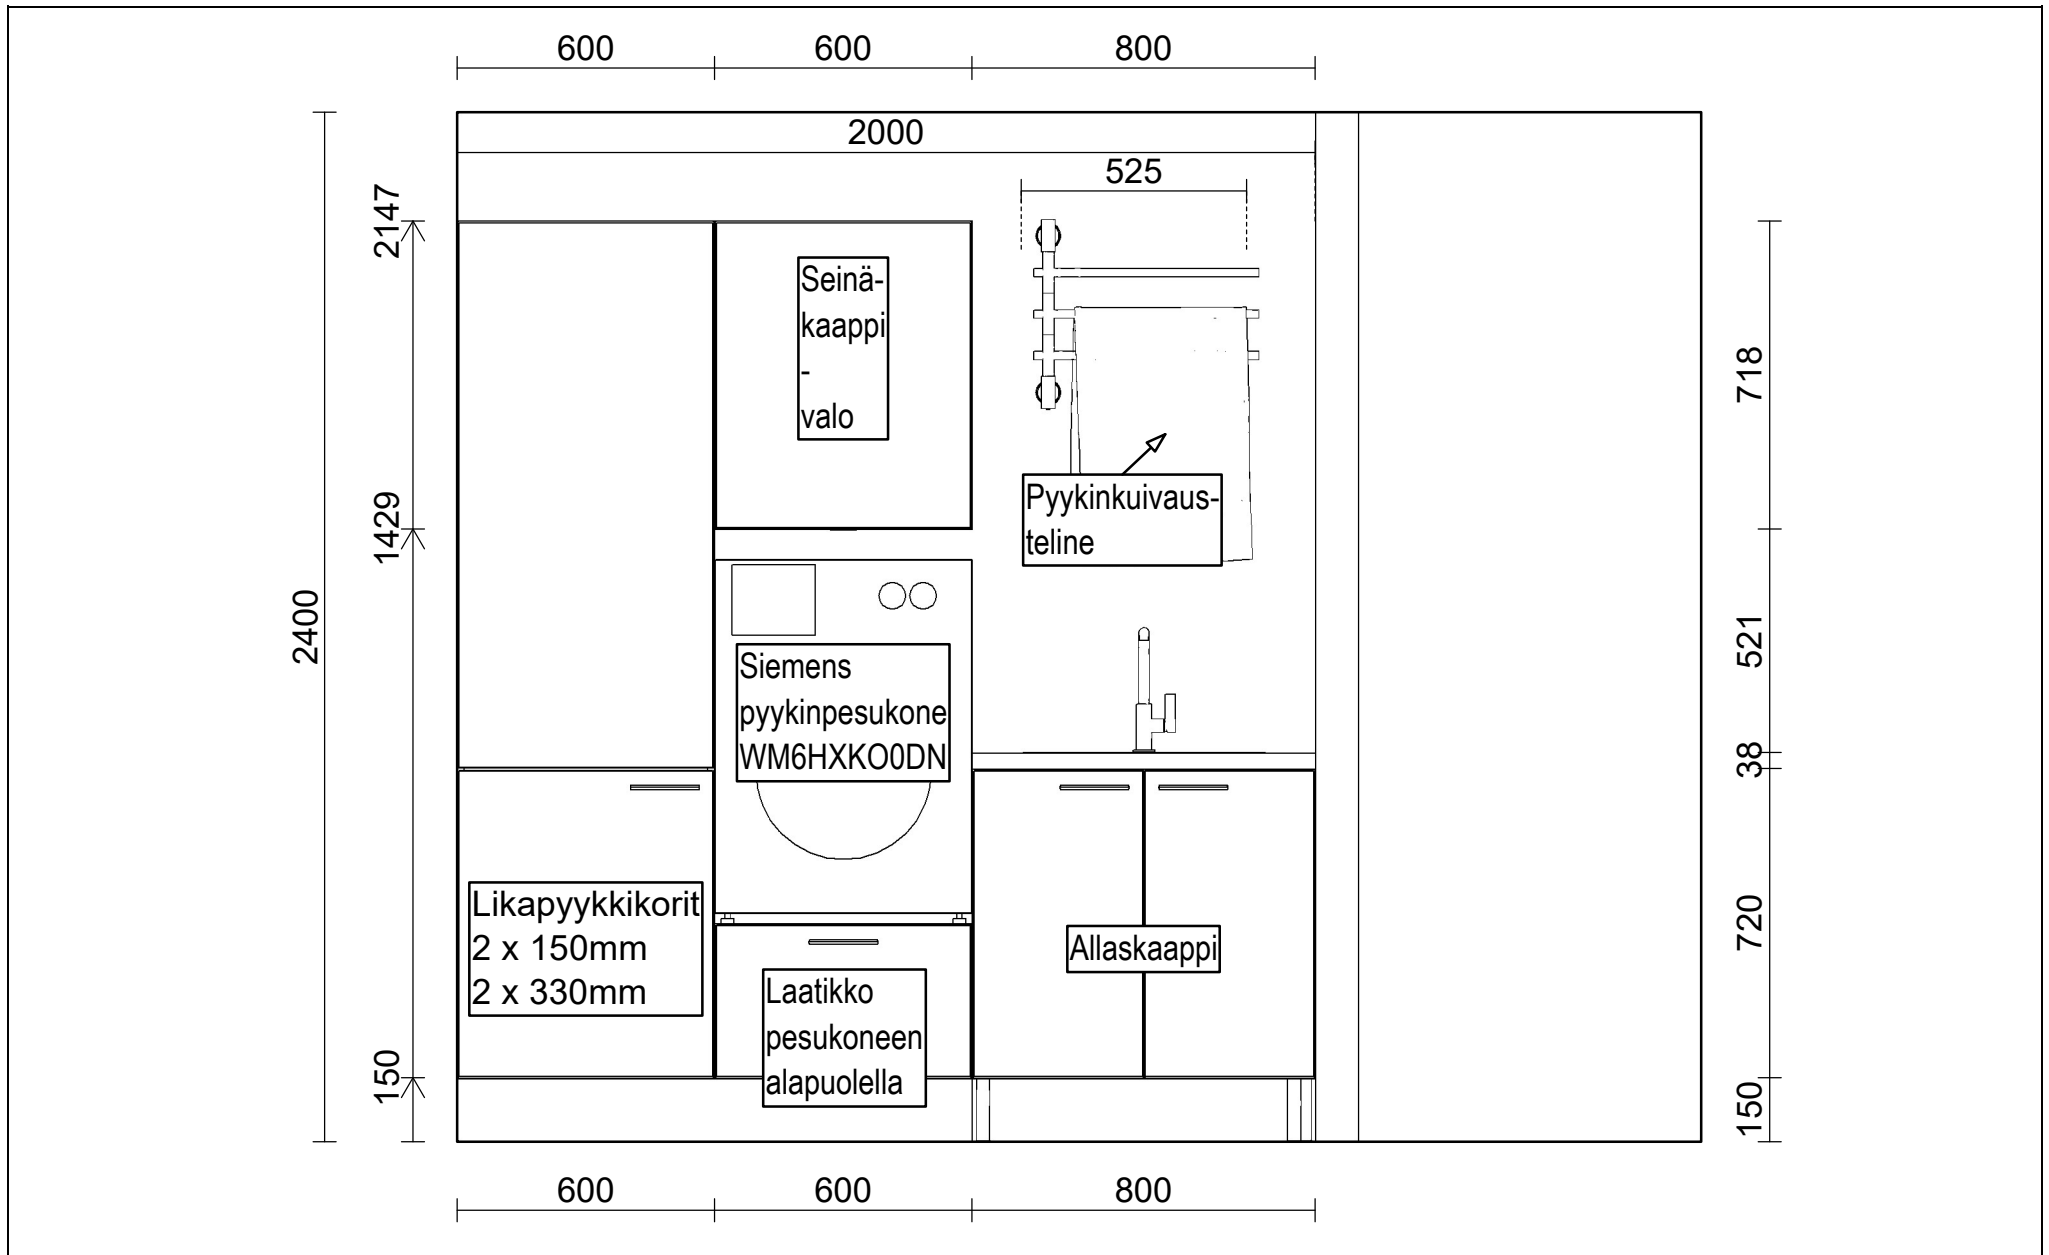 600
600
800
2000
525
2147
1429
2400
150
Seinä-
kaappi
-
valo
Pyykinkuivaus-
teline
Siemens
pyykinpesukone
WM6HXKO0DN
Likapyykkikorit
2 x 150mm
2 x 330mm
Laatikko
pesukoneen
alapuolella
Allaskaappi
718
521
38
720
150
600
600
800